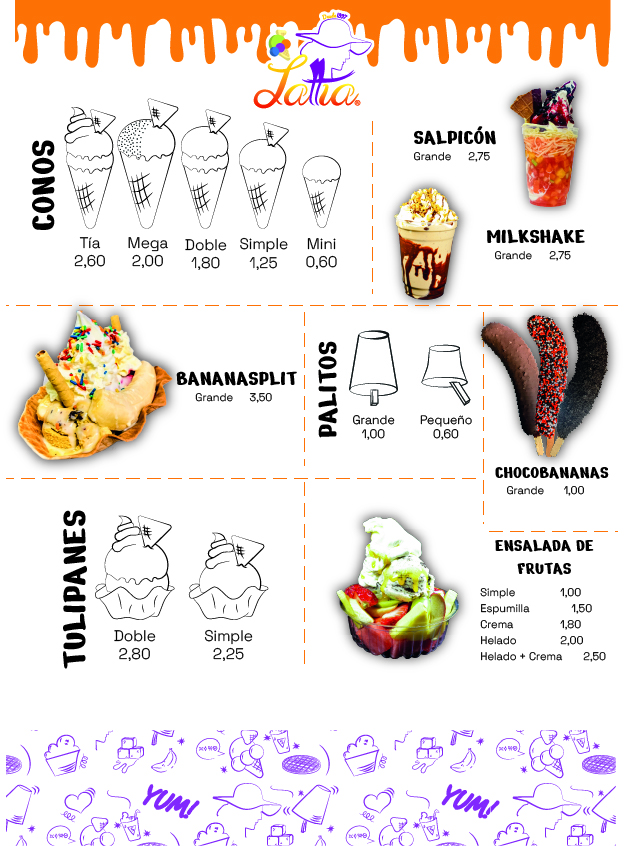 La tía®
CONOS
Tía
2,60
Mega
2,00
Doble
1,80
Simple
1,25
Mini
0,60
SALPICÓN
Grande 2,75
MILKSHAKE
Grande 2,75
BANANASPLIT
Grande 3,50
PALITOS
Grande
1,00
Pequeño
0,60
CHOCOBANANAS
Grande 1,00
TULIPANES
Doble
2,80
Simple
2,25
ENSALADA DE
FRUTAS
Simple 1,00
Espumilla 1,50
Crema 1,80
Helado 2,00
Helado + Crema 2,50
YUM!
YUM!